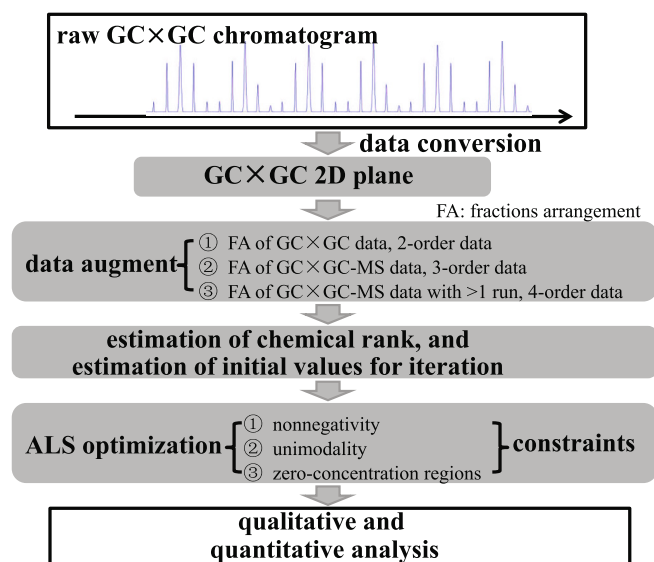 raw GC×GC chromatogram
data conversion
GC×GC 2D plane
FA: fractions arrangement
data augment
① FA of GC×GC data, 2-order data
② FA of GC×GC-MS data, 3-order data
③ FA of GC×GC-MS data with >1 run, 4-order data
estimation of chemical rank, and
estimation of initial values for iteration
ALS optimization
① nonnegativity
② unimodality
③ zero-concentration regions
constraints
qualitative and
quantitative analysis